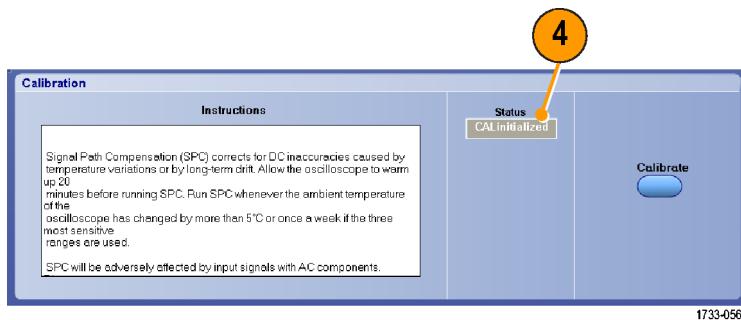 4
Calibration
Instructions
Status
CALinitialized
Calibrate
Signal Path Compensation (SPC) corrects for DC inaccuracies caused by
temperature variations or by long-term drift. Allow the oscilloscope to warm
up 20
minutes before running SPC. Run SPC whenever the ambient temperature
of the
oscilloscope has changed by more than 5°C or once a week if the three
most sensitive
ranges are used.
SPC will be adversely affected by input signals with AC components.
1733-056